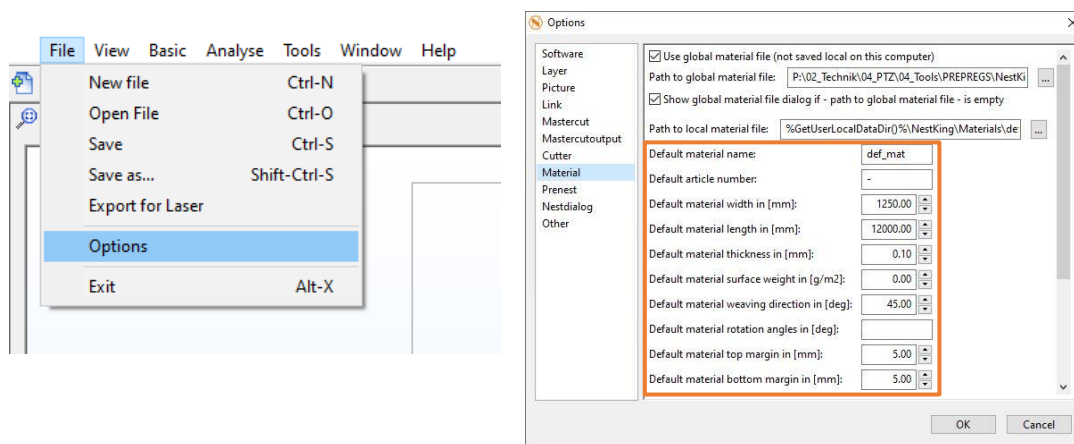 File View Basic Analyse Tools Window Help
New file Ctrl-N
Open File Ctrl-O
Save Ctrl-S
Save as... Shift-Ctrl-S
Export for Laser
Options
Exit Alt-X
Options
Software
Layer
Picture
Link
Mastercut
Mastercutoutput
Cutter
Material
Prenest
Nestdialog
Other
Use global material file (not saved local on this computer)
Path to global material file: P:\02_Technik\04_PTZ\04_Tools\PREPREGS\NestKi ...
Show global material file dialog if - path to global material file - is empty
Path to local material file: %GetUserLocalDataDir()%\NestKing\Materials\de ...
Default material name: def_mat
Default article number: -
Default material width in [mm]: 1250.00
Default material length in [mm]: 12000.00
Default material thickness in [mm]: 0.10
Default material surface weight in [g/m2]: 0.00
Default material weaving direction in [deg]: 45.00
Default material rotation angles in [deg]:
Default material top margin in [mm]: 5.00
Default material bottom margin in [mm]: 5.00
OK Cancel